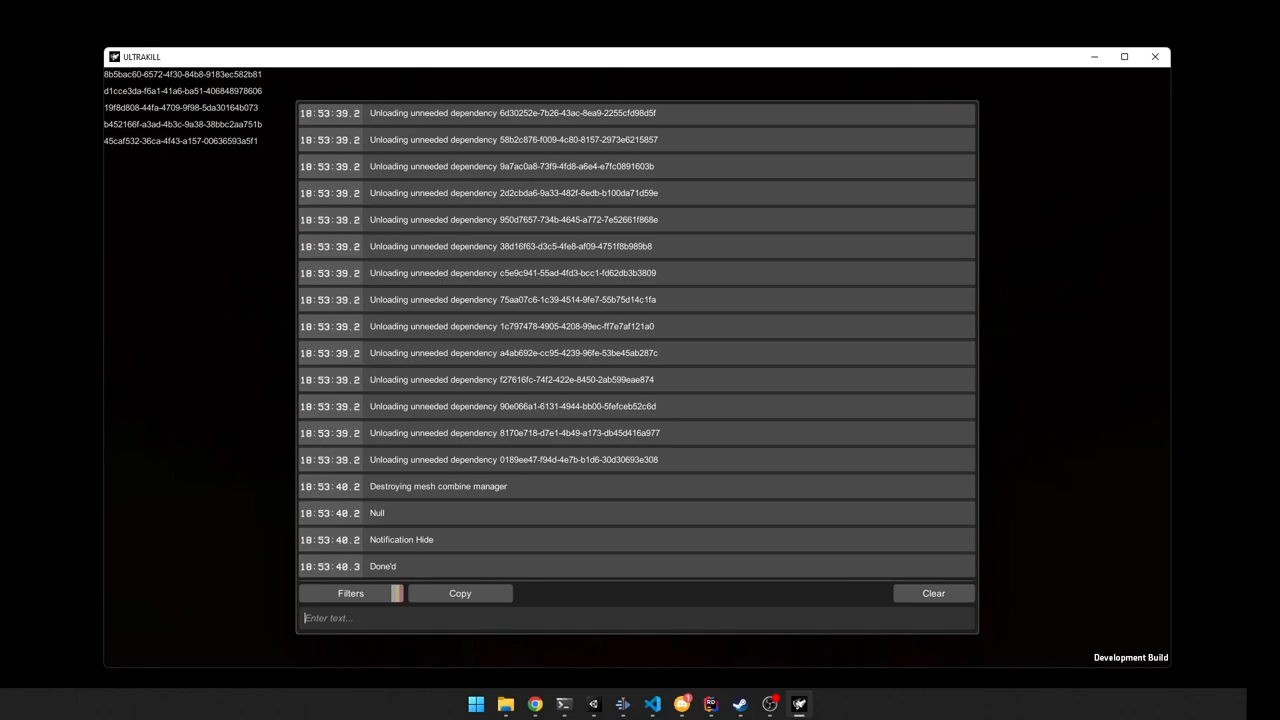 ULTRAKILL
8b5bac60-6572-4f30-84b8-9183ec582b81
d1cce3da-f6a1-41a6-ba51-406848978606
19f8d808-44fa-4709-9f98-5da30164b073
b452166f-a3ad-4b3c-9a38-38bbc2aa751b
45caf532-36ca-4f43-a157-00636593a5f1
18:53:39.2 Unloading unneeded dependency 6d30252e-7b26-43ac-8ea9-2255cfd98d5f
18:53:39.2 Unloading unneeded dependency 58b2c876-f009-4c80-8157-2973e6215857
18:53:39.2 Unloading unneeded dependency 9a7ac0a8-73f9-4fd8-a6e4-e7fc0891603b
18:53:39.2 Unloading unneeded dependency 2d2cbda6-9a33-482f-8edb-b100da71d59e
18:53:39.2 Unloading unneeded dependency 950d7657-734b-4645-a772-7e52661f868e
18:53:39.2 Unloading unneeded dependency 38d16f63-d3c5-4fe8-af09-4751f8b989b8
18:53:39.2 Unloading unneeded dependency c5e9c941-55ad-4fd3-bcc1-fd62db3b3809
18:53:39.2 Unloading unneeded dependency 75aa07c6-1c39-4514-9fe7-55b75d14c1fa
18:53:39.2 Unloading unneeded dependency 1c797478-4905-4208-99ec-ff7e7af121a0
18:53:39.2 Unloading unneeded dependency a4ab692e-cc95-4239-96fe-53be45ab287c
18:53:39.2 Unloading unneeded dependency f27616fc-74f2-422e-8450-2ab599eae874
18:53:39.2 Unloading unneeded dependency 90e066a1-6131-4944-bb00-5fefceb52c6d
18:53:39.2 Unloading unneeded dependency 8170e718-d7e1-4b49-a173-db45d416a977
18:53:39.2 Unloading unneeded dependency 0189ee47-f94d-4e7b-b1d6-30d30693e308
18:53:40.2 Destroying mesh combine manager
18:53:40.2 Null
18:53:40.2 Notification Hide
18:53:40.3 Done'd
Filters Copy Clear
Enter text...
Development Build